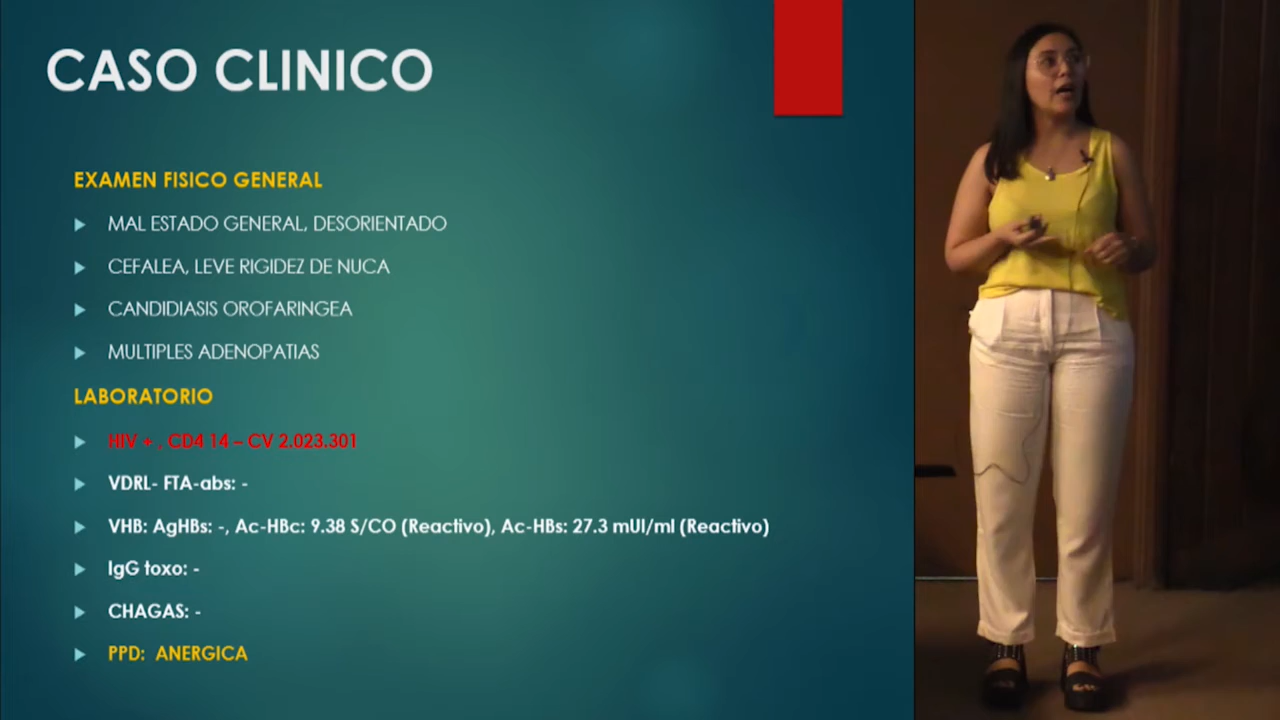 CASO CLINICO
EXAMEN FISICO GENERAL
MAL ESTADO GENERAL, DESORIENTADO
CEFALEA, LEVE RIGIDEZ DE NUCA
CANDIDIASIS OROFARINGEA
MULTIPLES ADENOPATIAS
LABORATORIO
HIV + , CD4 14 – CV 2.023.301
VDRL- FTA-abs: -
VHB: AgHBs: -, Ac-HBc: 9.38 S/CO (Reactivo), Ac-HBs: 27.3 mUI/ml (Reactivo)
IgG toxo: -
CHAGAS: -
PPD: ANERGICA